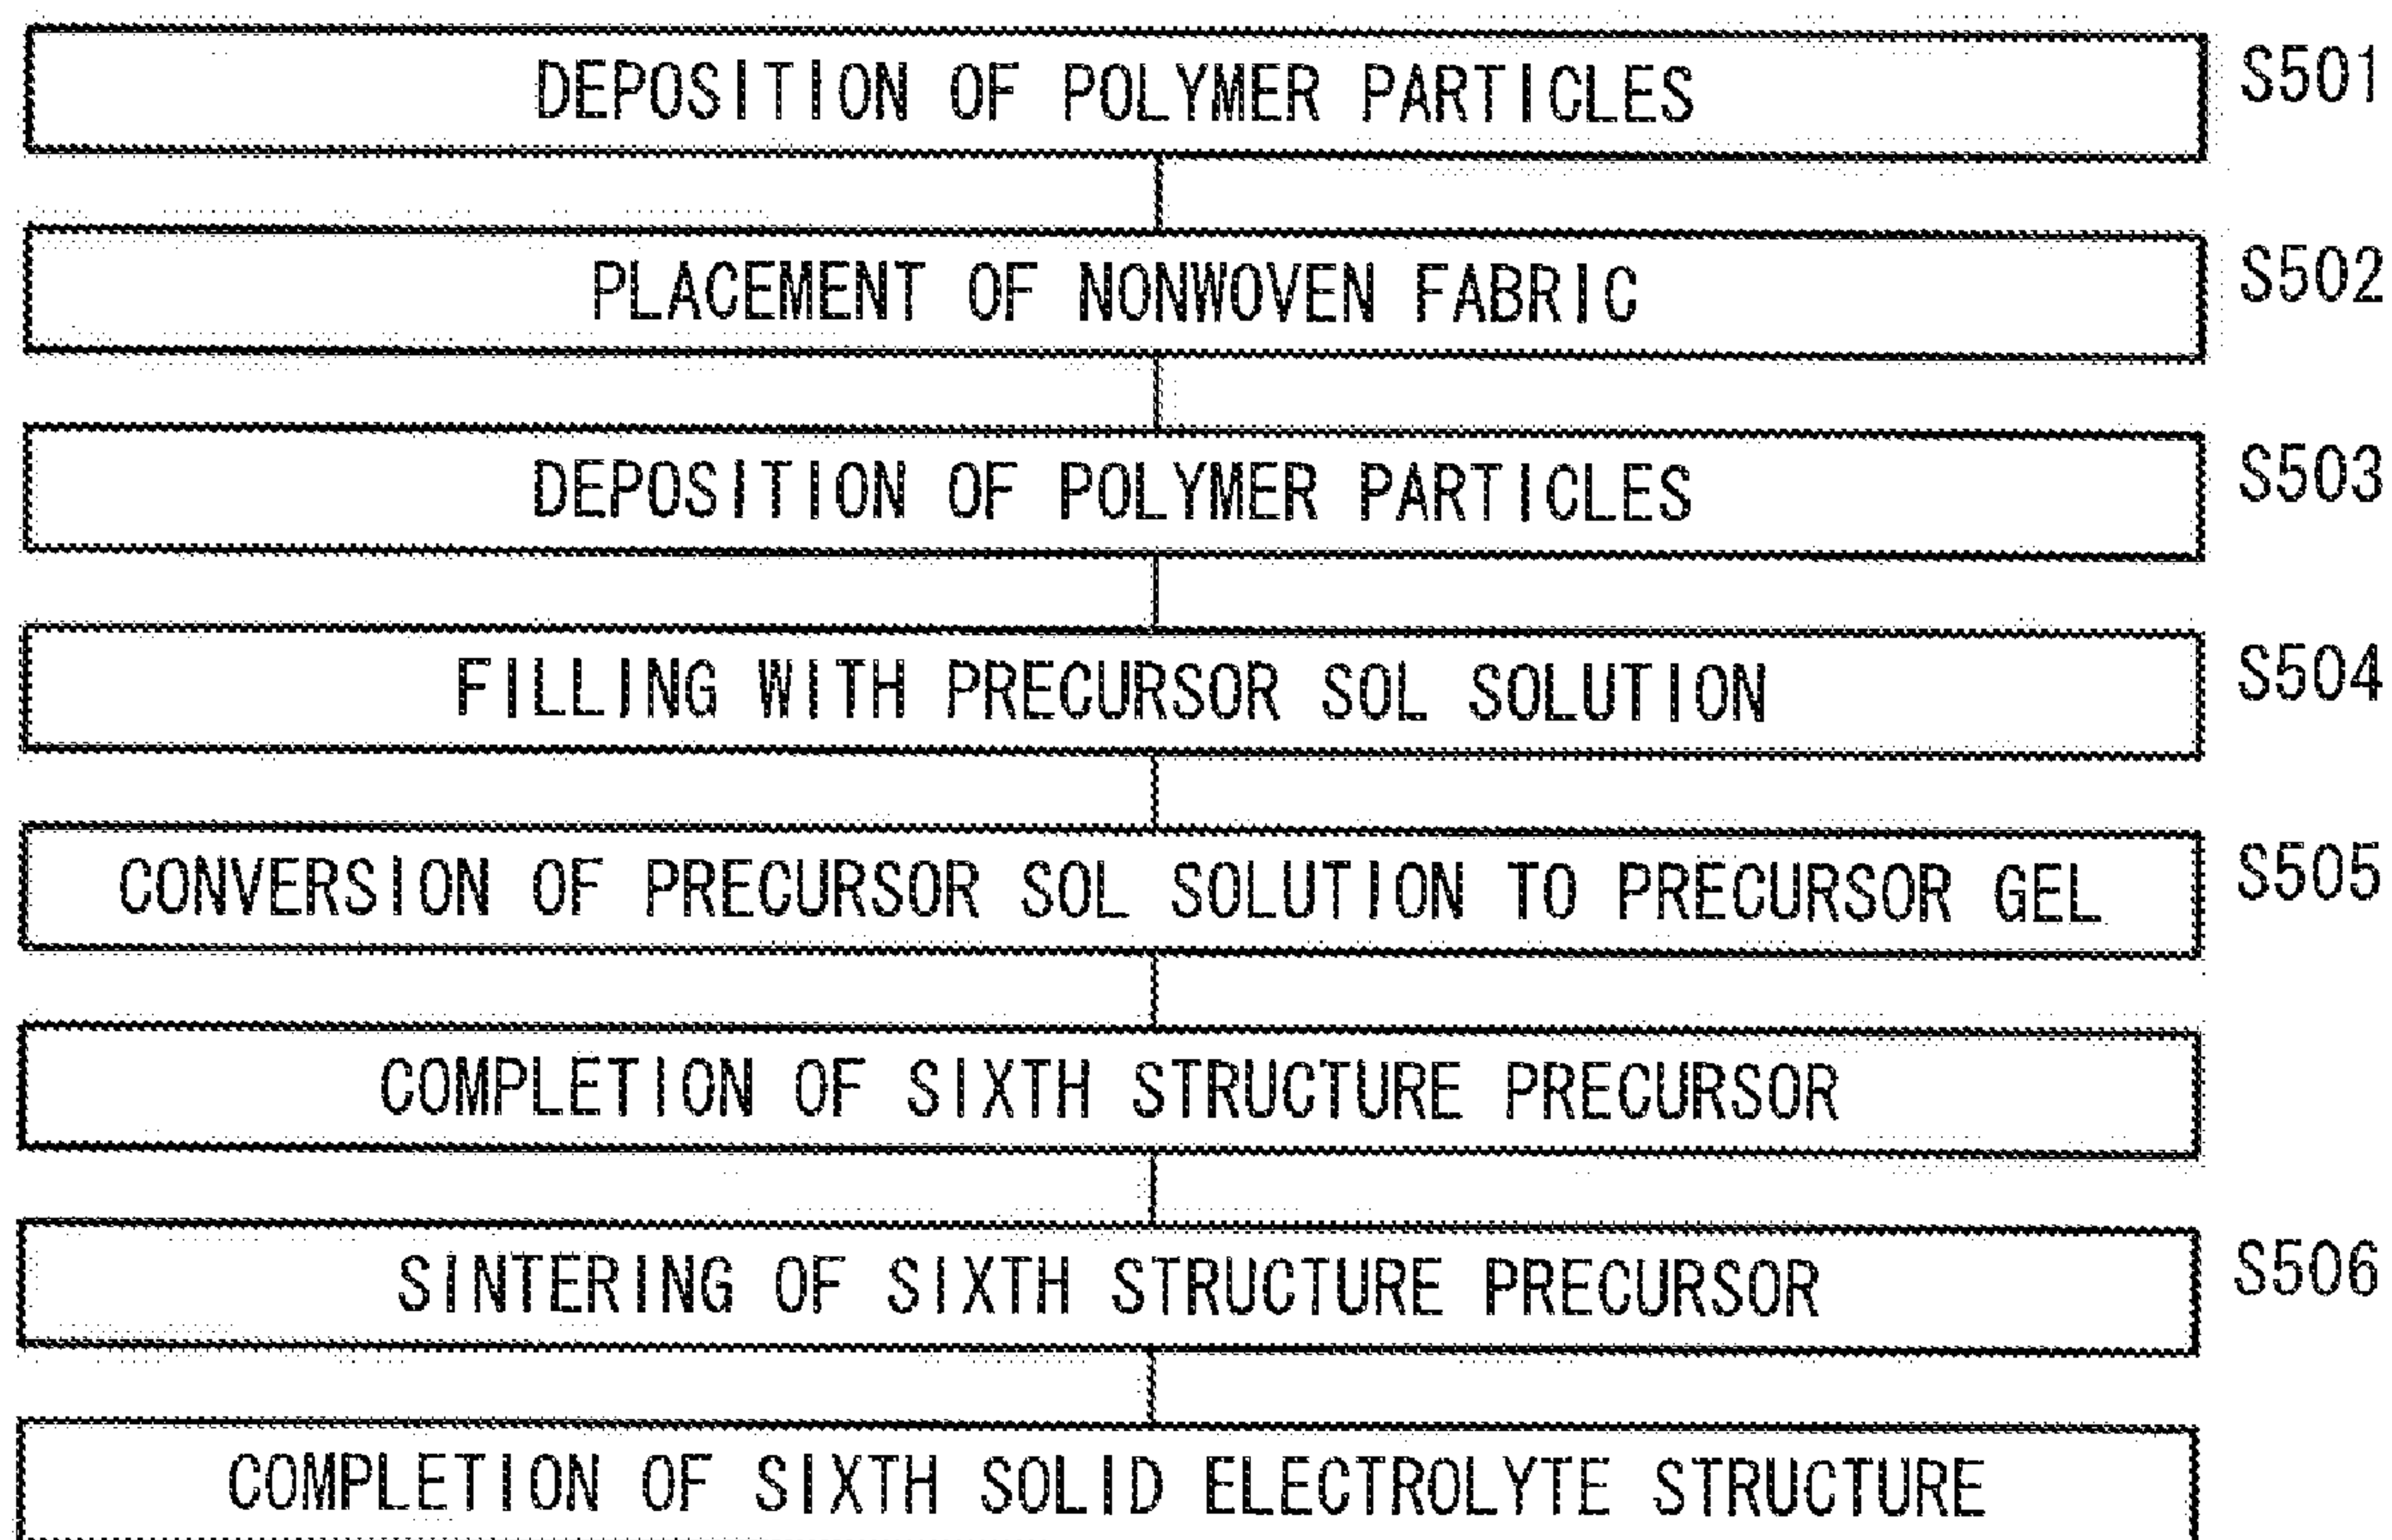 DEPOSITION OF POLYMER PARTICLES S501
PLACEMENT OF NONWOVEN FABRIC S502
DEPOSITION OF POLYMER PARTICLES S503
FILLING WITH PRECURSOR SOL SOLUTION S504
CONVERSION OF PRECURSOR SOL SOLUTION TO PRECURSOR GEL S505
COMPLETION OF SIXTH STRUCTURE PRECURSOR
SINTERING OF SIXTH STRUCTURE PRECURSOR S506
COMPLETION OF SIXTH SOLID ELECTROLYTE STRUCTURE